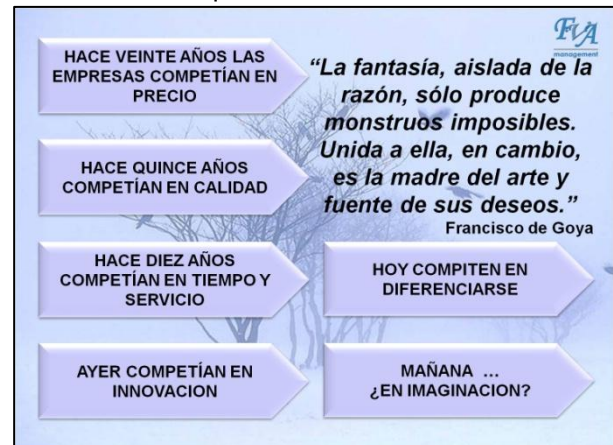 FVA
management
HACE VEINTE AÑOS LAS
EMPRESAS COMPETÍAN EN
PRECIO
HACE QUINCE AÑOS
COMPETÍAN EN CALIDAD
HACE DIEZ AÑOS
COMPETÍAN EN TIEMPO Y
SERVICIO
AYER COMPETÍAN EN
INNOVACION
“La fantasía, aislada de la
razón, sólo produce
monstruos imposibles.
Unida a ella, en cambio,
es la madre del arte y
fuente de sus deseos.”
Francisco de Goya
HOY COMPITEN EN
DIFERENCIARSE
MAÑANA ...
¿EN IMAGINACION?